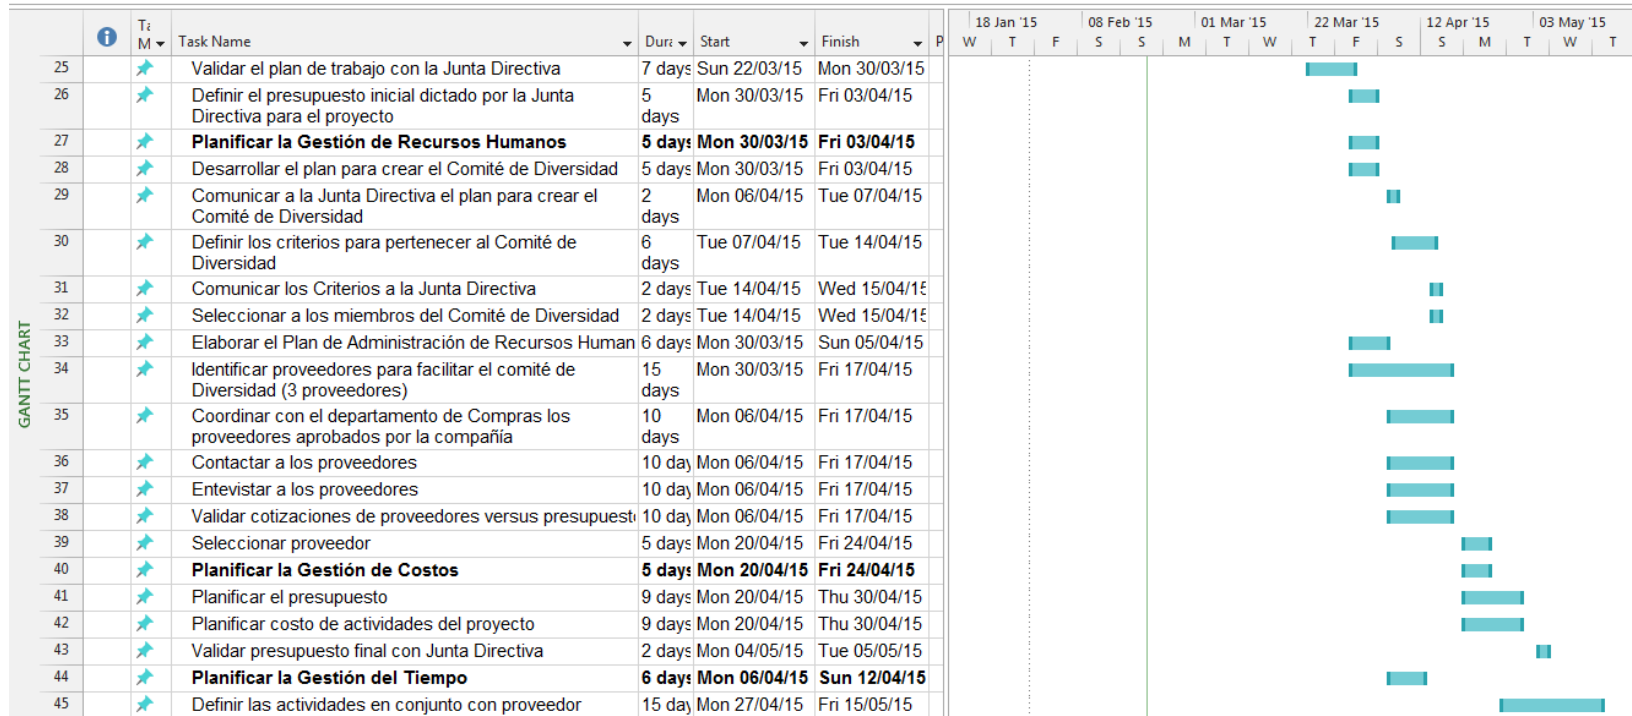 18 Jan '15 08 Feb '15 01 Mar '15 22 Mar '15 12 Apr '15 03 May '15
Task Name Start Finish P W T F S S M T W T F S S M T W T
25 Validar el plan de trabajo con la Junta Directiva 7 days Sun 22/03/15 Mon 30/03/15
26 Definir el presupuesto inicial dictado por la Junta 5 Mon 30/03/15 Fri 03/04/15
Directiva para el proyecto days
27 Planificar la Gestión de Recursos Humanos 5 days Mon 30/03/15 Fri 03/04/15
28 Desarrollar el plan para crear el Comité de Diversidad 5 days Mon 30/03/15 Fri 03/04/15
29 Comunicar a la Junta Directiva el plan para crear el 2 Mon 06/04/15 Tue 07/04/15
Comité de Diversidad days
30 Definir los criterios para pertenecer al Comité de 6 Tue 07/04/15 Tue 14/04/15
Diversidad days
31 Comunicar los Criterios a la Junta Directiva 2 days Tue 14/04/15 Wed 15/04/15
32 Seleccionar a los miembros del Comité de Diversidad 2 days Tue 14/04/15 Wed 15/04/15
33 Elaborar el Plan de Administración de Recursos Human 6 days Mon 30/03/15 Sun 05/04/15
34 Identificar proveedores para facilitar el comité de 15 Mon 30/03/15 Fri 17/04/15
Diversidad (3 proveedores) days
35 Coordinar con el departamento de Compras los 10 Mon 06/04/15 Fri 17/04/15
proveedores aprobados por la compañía days
36 Contactar a los proveedores 10 day Mon 06/04/15 Fri 17/04/15
37 Entevistar a los proveedores 10 day Mon 06/04/15 Fri 17/04/15
38 Validar cotizaciones de proveedores versus presupuest 10 day Mon 06/04/15 Fri 17/04/15
39 Seleccionar proveedor 5 days Mon 20/04/15 Fri 24/04/15
40 Planificar la Gestión de Costos 5 days Mon 20/04/15 Fri 24/04/15
41 Planificar el presupuesto 9 days Mon 20/04/15 Thu 30/04/15
42 Planificar costo de actividades del proyecto 9 days Mon 20/04/15 Thu 30/04/15
43 Validar presupuesto final con Junta Directiva 2 days Mon 04/05/15 Tue 05/05/15
44 Planificar la Gestión del Tiempo 6 days Mon 06/04/15 Sun 12/04/15
45 Definir las actividades en conjunto con proveedor 15 day Mon 27/04/15 Fri 15/05/15
GANTT CHART